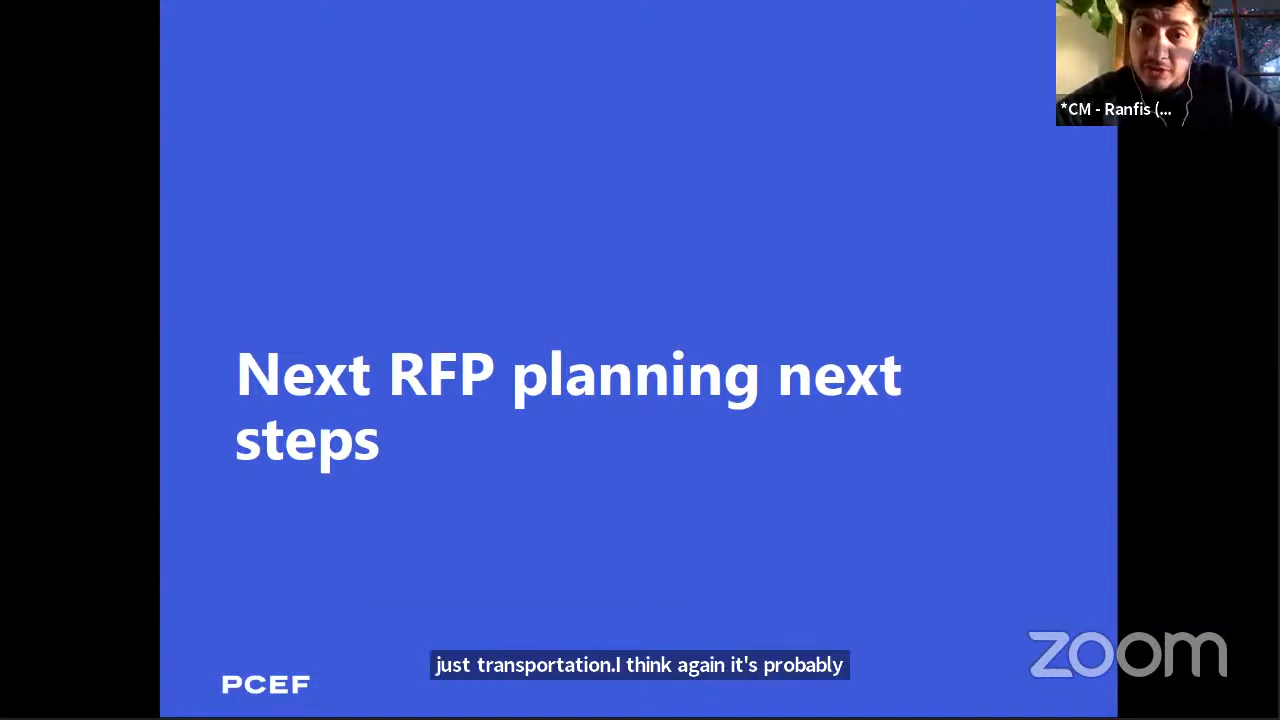 *CM - Ranfis (...
Next RFP planning next
steps
just transportation.I think again it's probably
PCEF
zoom